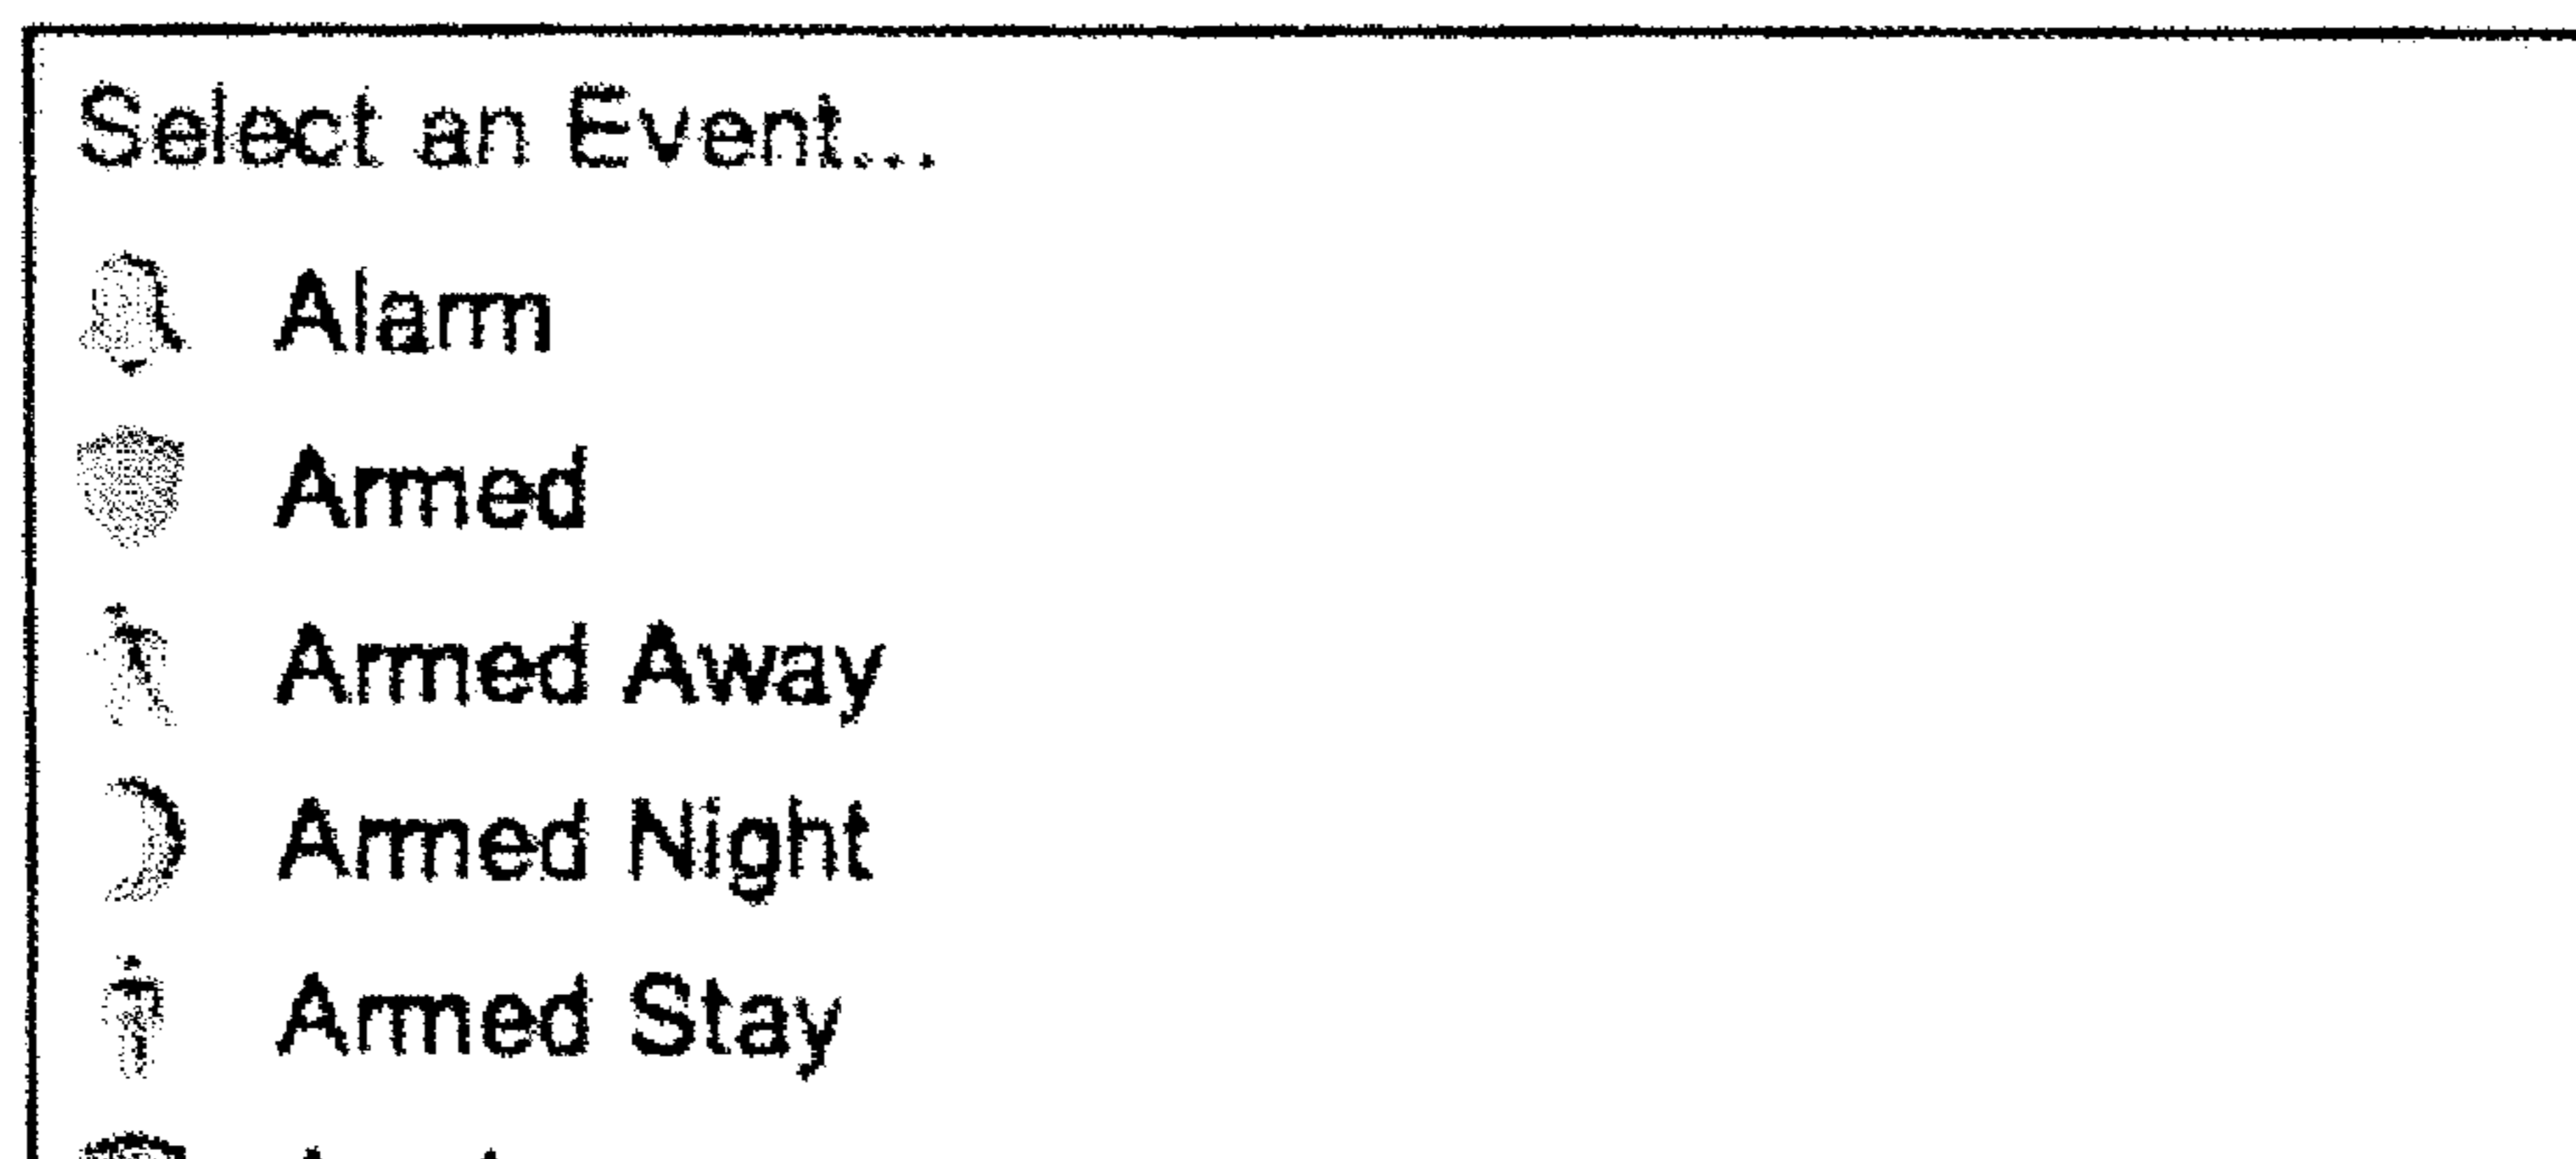 Select an Event...
Alarm
Armed
Armed Away
Armed Night
Armed Stay